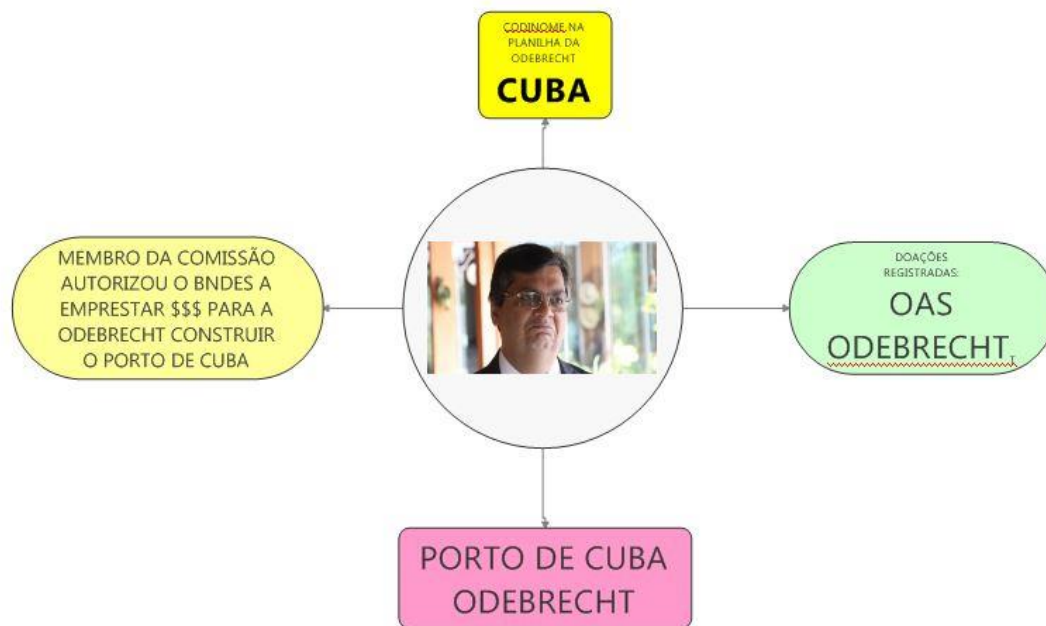 CODINOME NA
PLANILHA DA
ODEBRECHT
CUBA
MEMBRO DA COMISSÃO
AUTORIZOU O BNDES A
EMPRESTAR $$$ PARA A
ODEBRECHT CONSTRUIR
O PORTO DE CUBA
DOAÇÕES
REGISTRADAS:
OAS
ODEBRECHT
PORTO DE CUBA
ODEBRECHT